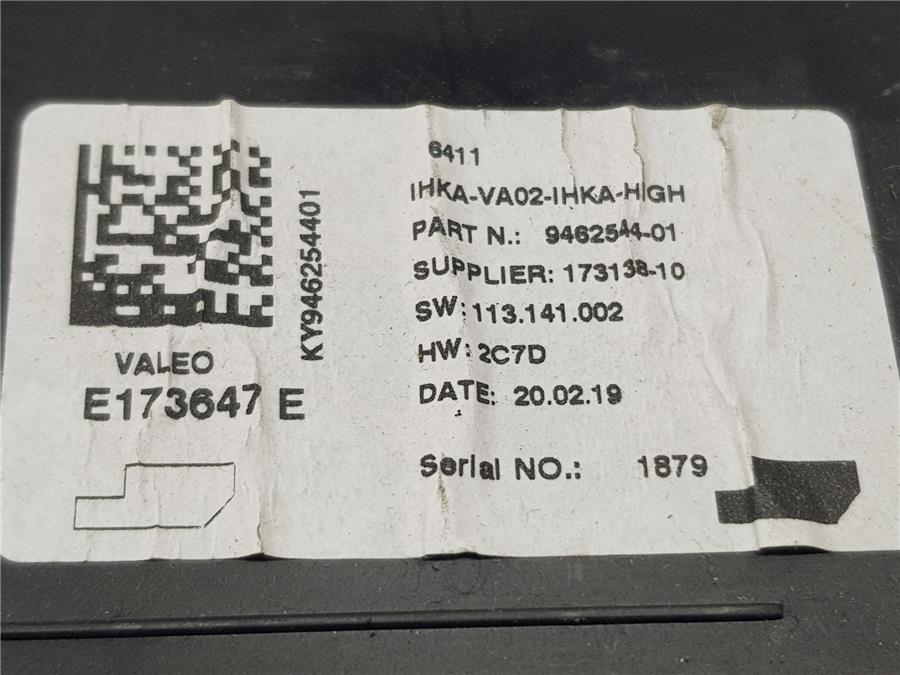 KY946254401
VALEO
E173647 E
6411
IHKA-VA02-IHKA-HIGH
PART N.: 9462544-01
SUPPLIER: 173138-10
SW: 113.141.002
HW: 2C7D
DATE: 20.02.19
Serial NO.: 1879